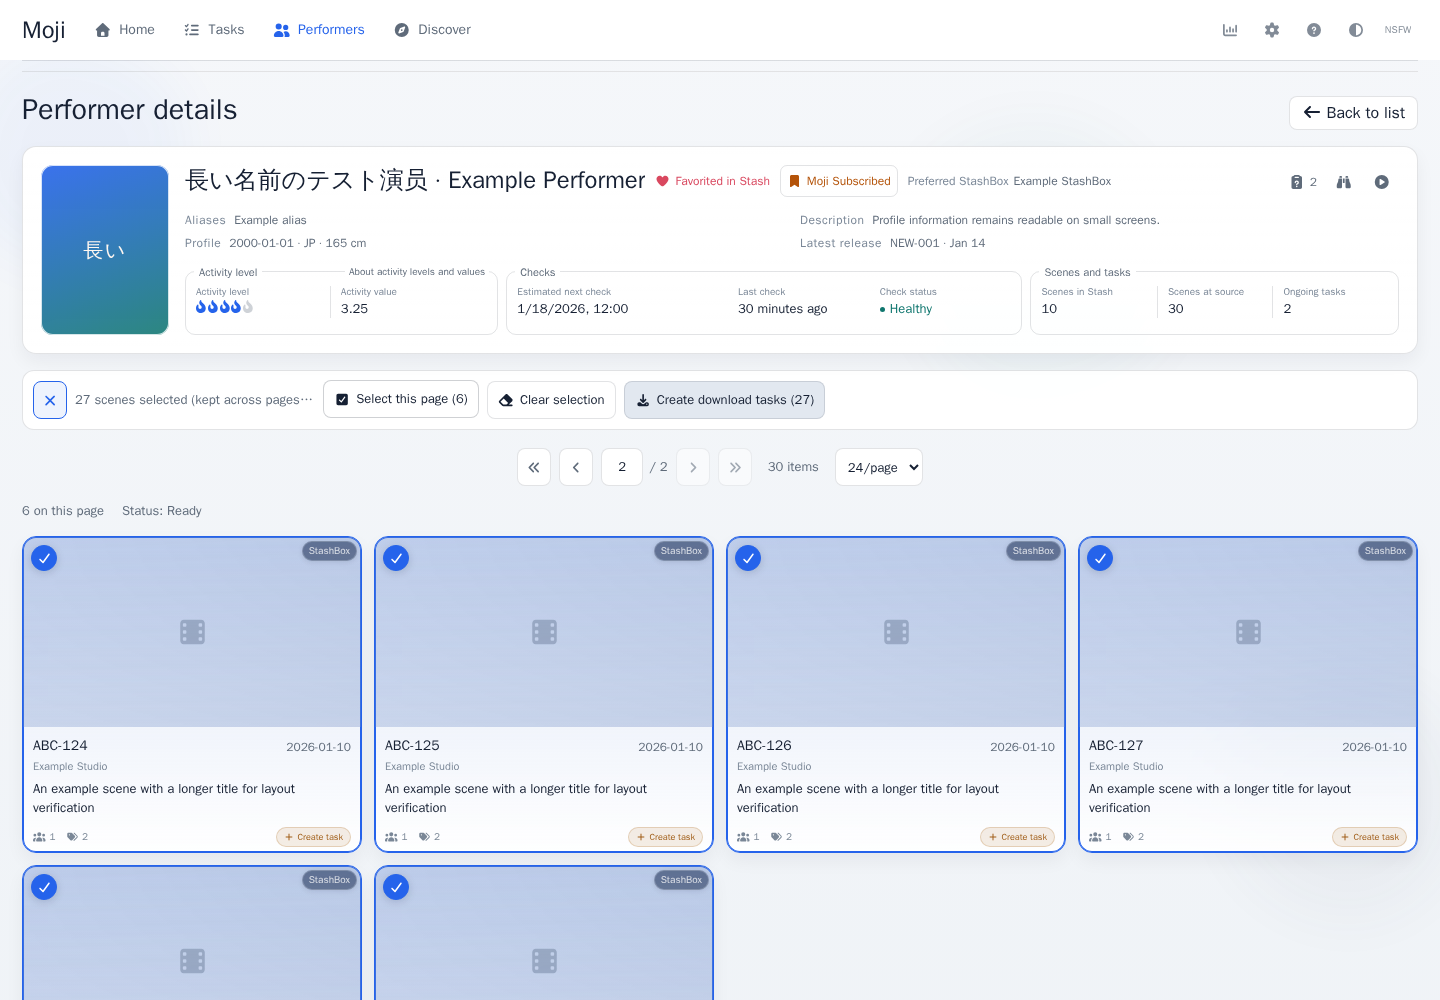 Moji
Home
Tasks
Performers
Discover
NSFW
Performer details
Back to list
長い
長い名前のテスト演员 · Example Performer
Favorited in Stash
Moji Subscribed
Preferred StashBox Example StashBox
2
Aliases Example alias
Description Profile information remains readable on small screens.
Profile 2000-01-01 · JP · 165 cm
Latest release NEW-001 · Jan 14
Activity level
About activity levels and values
Activity level
Activity value
3.25
Checks
Estimated next check
1/18/2026, 12:00
Last check
30 minutes ago
Check status
Healthy
Scenes and tasks
Scenes in Stash
10
Scenes at source
30
Ongoing tasks
2
27 scenes selected (kept across pages…
Select this page (6)
Clear selection
Create download tasks (27)
2
/ 2
30 items
24/page
6 on this page
Status: Ready
StashBox
ABC-124
2026-01-10
Example Studio
An example scene with a longer title for layout
verification
1
2
Create task
StashBox
ABC-125
2026-01-10
Example Studio
An example scene with a longer title for layout
verification
1
2
Create task
StashBox
ABC-126
2026-01-10
Example Studio
An example scene with a longer title for layout
verification
1
2
Create task
StashBox
ABC-127
2026-01-10
Example Studio
An example scene with a longer title for layout
verification
1
2
Create task
StashBox
StashBox